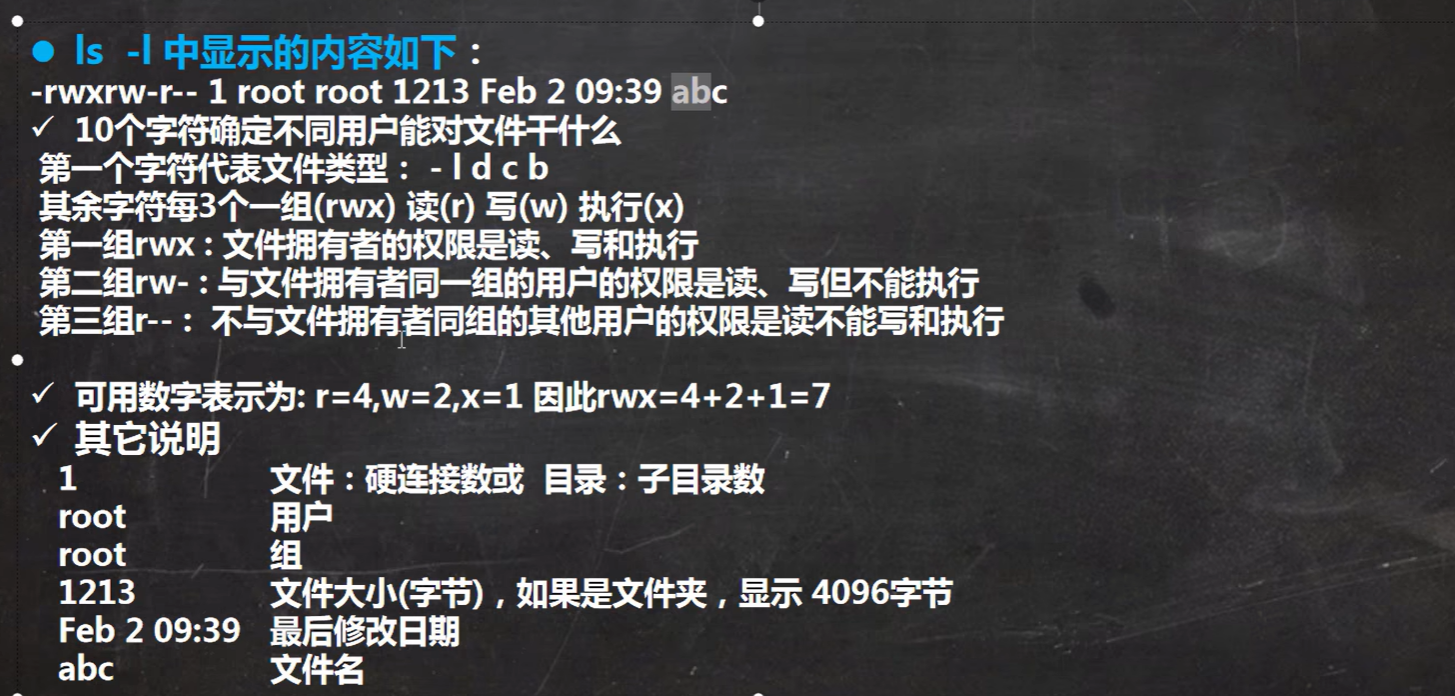 ● ls -l 中显示的内容如下：
-rwxrw-r-- 1 root root 1213 Feb 2 09:39 abc
✓ 10个字符确定不同用户能对文件干什么
第一个字符代表文件类型： - l d c b
其余字符每3个一组(rwx) 读(r) 写(w) 执行(x)
第一组rwx : 文件拥有者的权限是读、写和执行
第二组rw- : 与文件拥有者同一组的用户的权限是读、写但不能执行
第三组r-- ： 不与文件拥有者同组的其他用户的权限是读不能写和执行
✓ 可用数字表示为: r=4,w=2,x=1 因此rwx=4+2+1=7
✓ 其它说明
1 文件：硬连接数或 目录：子目录数
root 用户
root 组
1213 文件大小(字节)，如果是文件夹，显示 4096字节
Feb 2 09:39 最后修改日期
abc 文件名